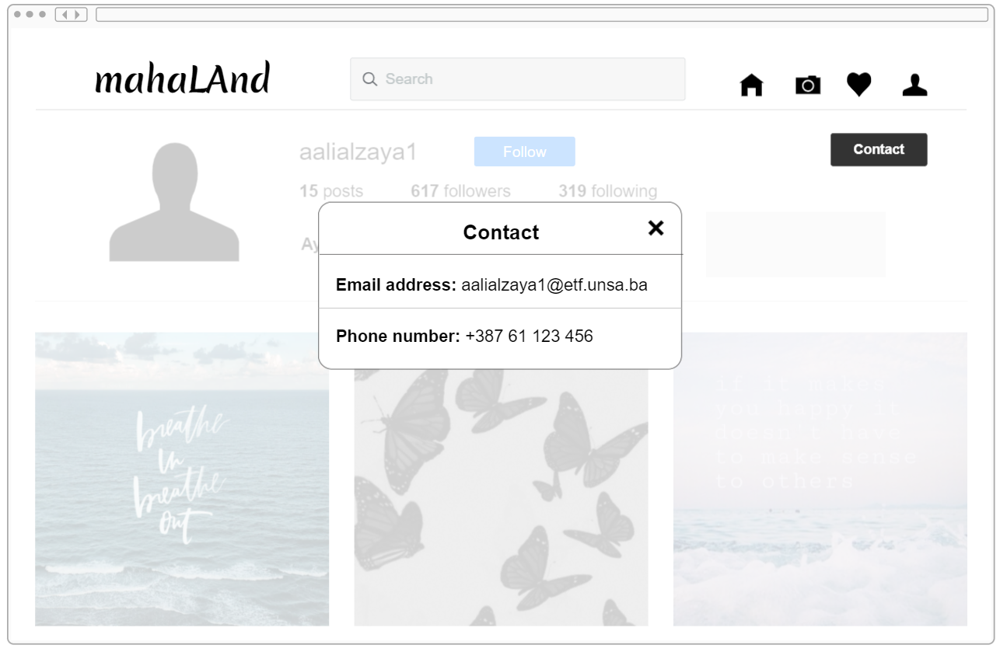 mahaLAnd
Search
aalialzaya1
Follow
Contact
15 posts 617 followers 319 following
Contact
Email address: aalialzaya1@etf.unsa.ba
Phone number: +387 61 123 456
breathe
in
breathe
out
if it makes
you happy it
doesn't have
to make sense
to others